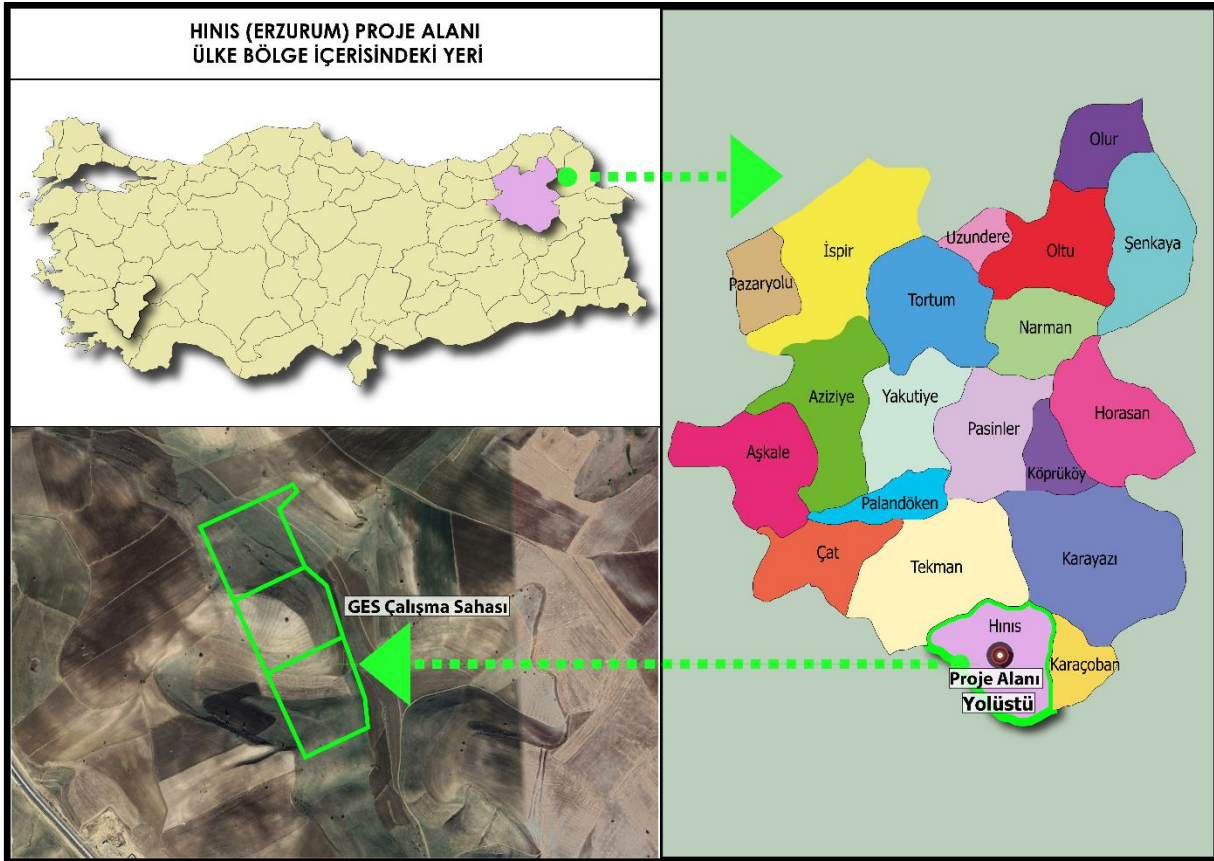 HINIS (ERZURUM) PROJE ALANI
ÜLKE BÖLGE İÇERİSİNDEKİ YERİ
Olur
Uzundere
Oltu
Şenkaya
İspir
Pazaryolu
Tortum
Narman
Aziziye
Yakutiye
Pasinler
Horasan
Aşkale
Köprüköy
Palandöken
Çat
Tekman
Karayazı
Hınıs
Karaçoban
Proje Alanı
Yolüstü
GES Çalışma Sahası